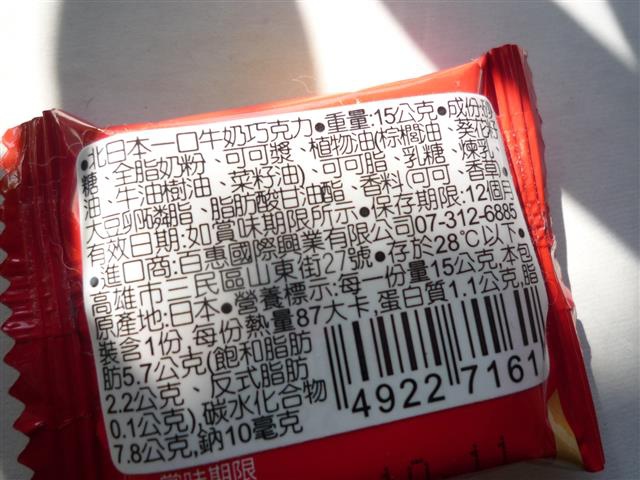 •北日本一口牛奶巧克力•重量:15公克•成份:砂
糖、全脂奶粉、可可漿、植物油(棕櫚油、葵花籽
油、牛油樹油、菜籽油)、可可脂、乳糖、煉乳、
大豆卵磷脂、脂肪酸甘油酯、香料(可可、香草)
有效日期:如賞味期限所示•保存期限:12個月
•進口商:百惠國際興業有限公司07-312-6885
高雄市三民區山東街27號•存於28℃以下•
原產地:日本•營養標示:每一份量15公克,本包
裝含1份,每份熱量87大卡,蛋白質1.1公克,脂
肪5.7公克(飽和脂肪
2.2公克、反式脂肪
0.1公克),碳水化合物
7.8公克,鈉10毫克
4922 7161
賞味期限